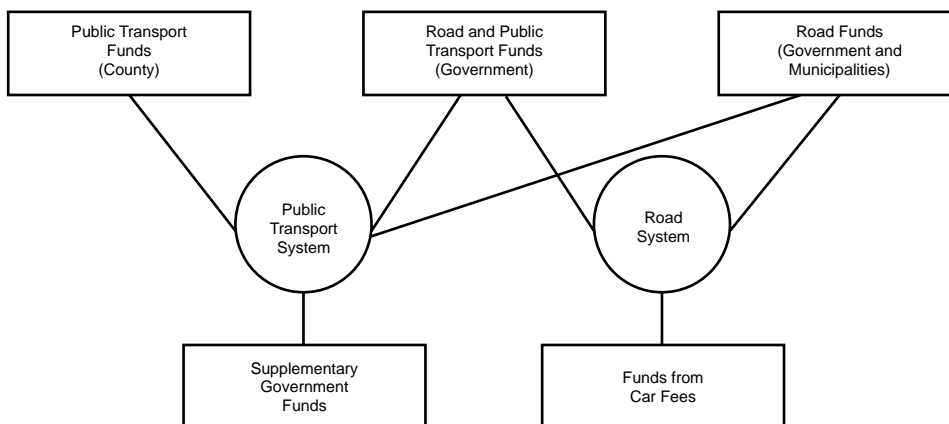 Public Transport
Funds
(County)
Road and Public
Transport Funds
(Government)
Road Funds
(Government and
Municipalities)
Public
Transport
System
Road
System
Supplementary
Government
Funds
Funds from
Car Fees